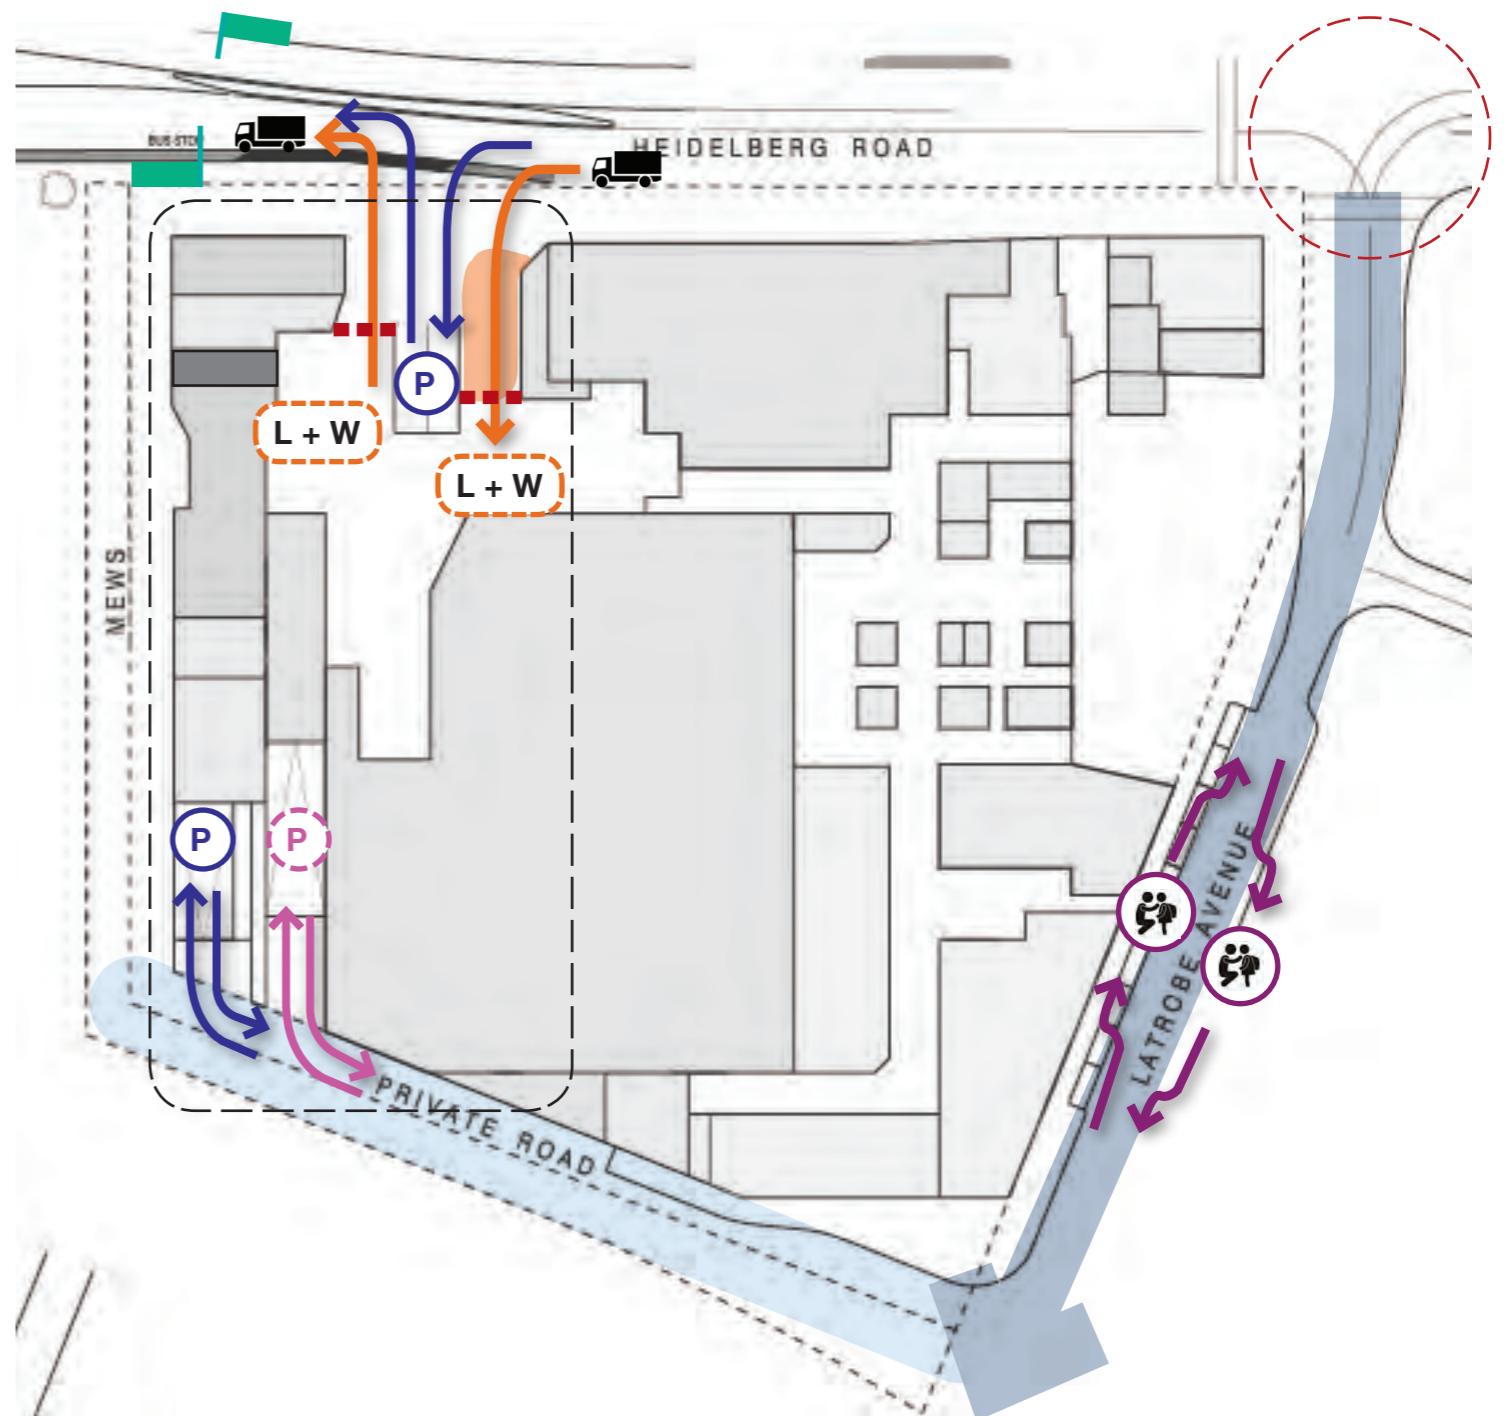 BUS STOP
HEIDELBERG ROAD
P
L + W
L + W
MEWS
P
P
LATROBE AVENUE
PRIVATE ROAD